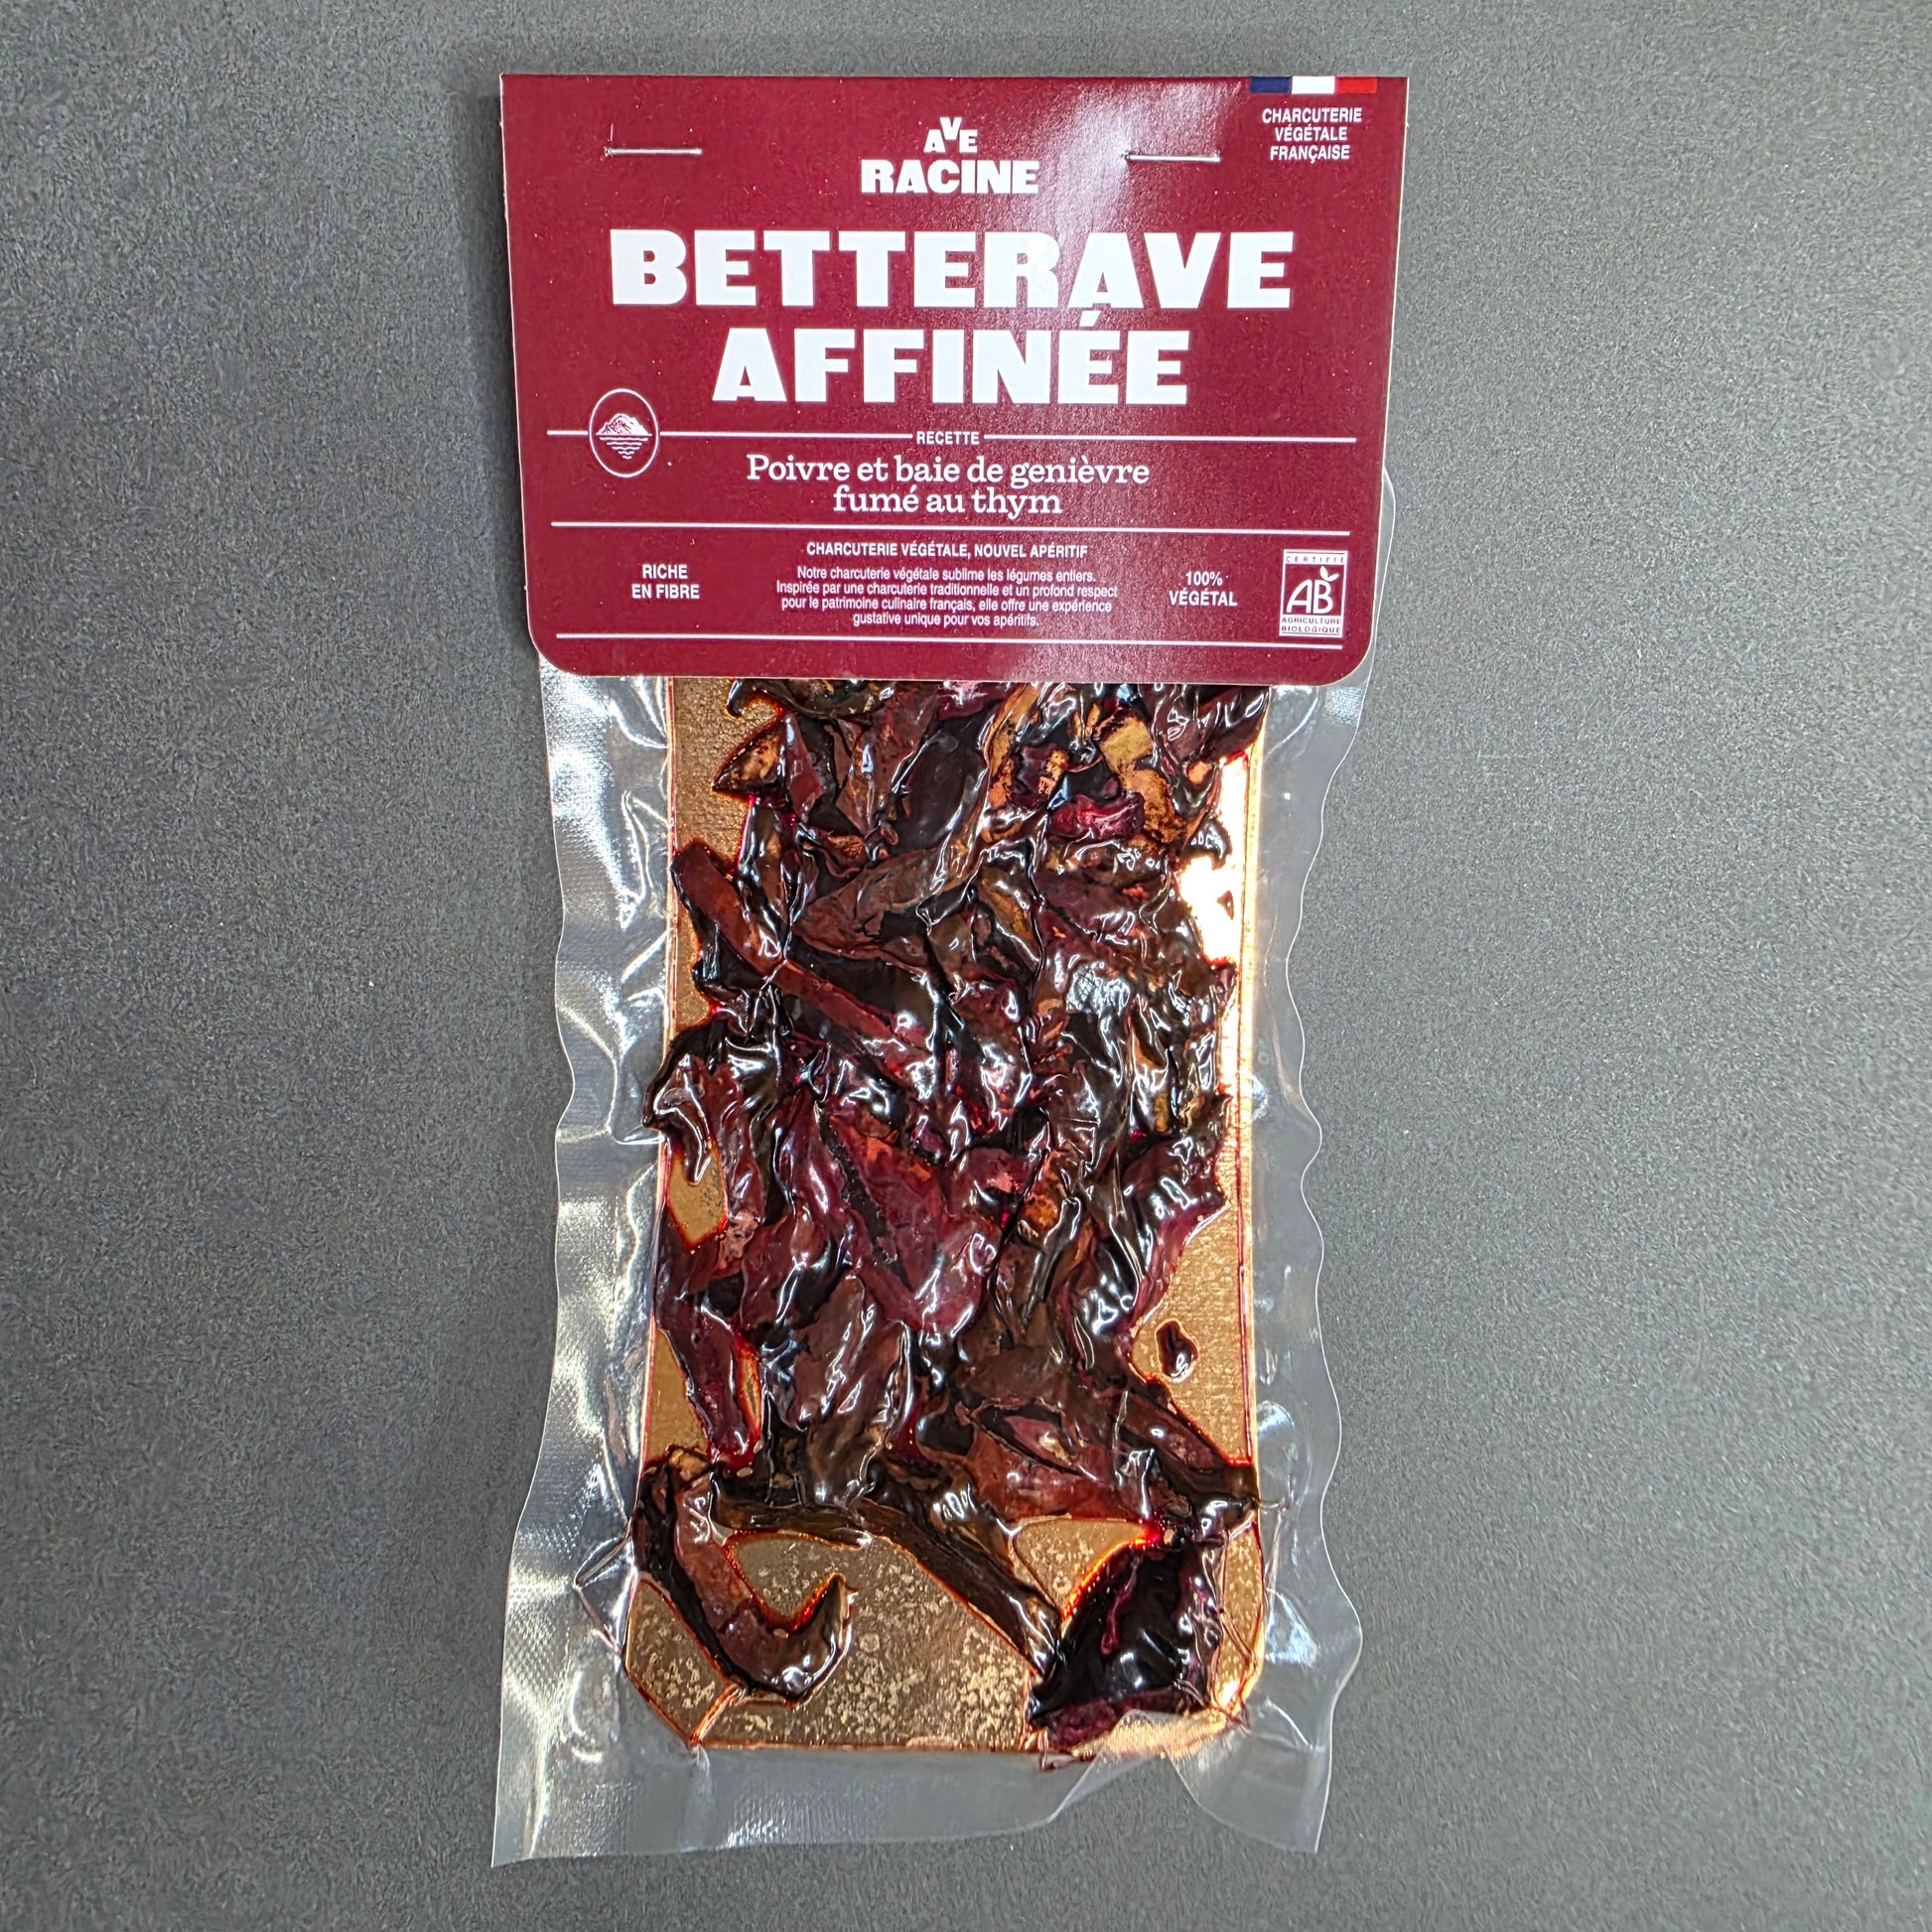 AVE
RACINE
CHARCUTERIE
VÉGÉTALE
FRANÇAISE
BETTERAVE
AFFINÉE
RECETTE
Poivre et baie de genièvre
fumé au thym
RICHE
EN FIBRE
CHARCUTERIE VÉGÉTALE, NOUVEL APÉRITIF
Notre charcuterie végétale sublime les légumes entiers.
Inspirée par une charcuterie traditionnelle et un profond respect
pour le patrimoine culinaire français, elle offre une expérience
gustative unique pour vos apéritifs.
100%
VÉGÉTAL
CERTIFIÉ
AB
AGRICULTURE
BIOLOGIQUE